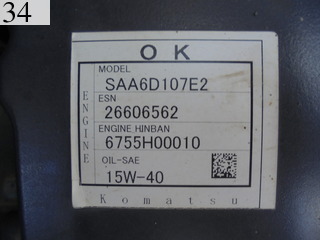 34
OK
ENGINE
MODEL
SAA6D107E2
ESN
26606562
ENGINE HINBAN
6755H00010
OIL-SAE
15W-40
Komatsu